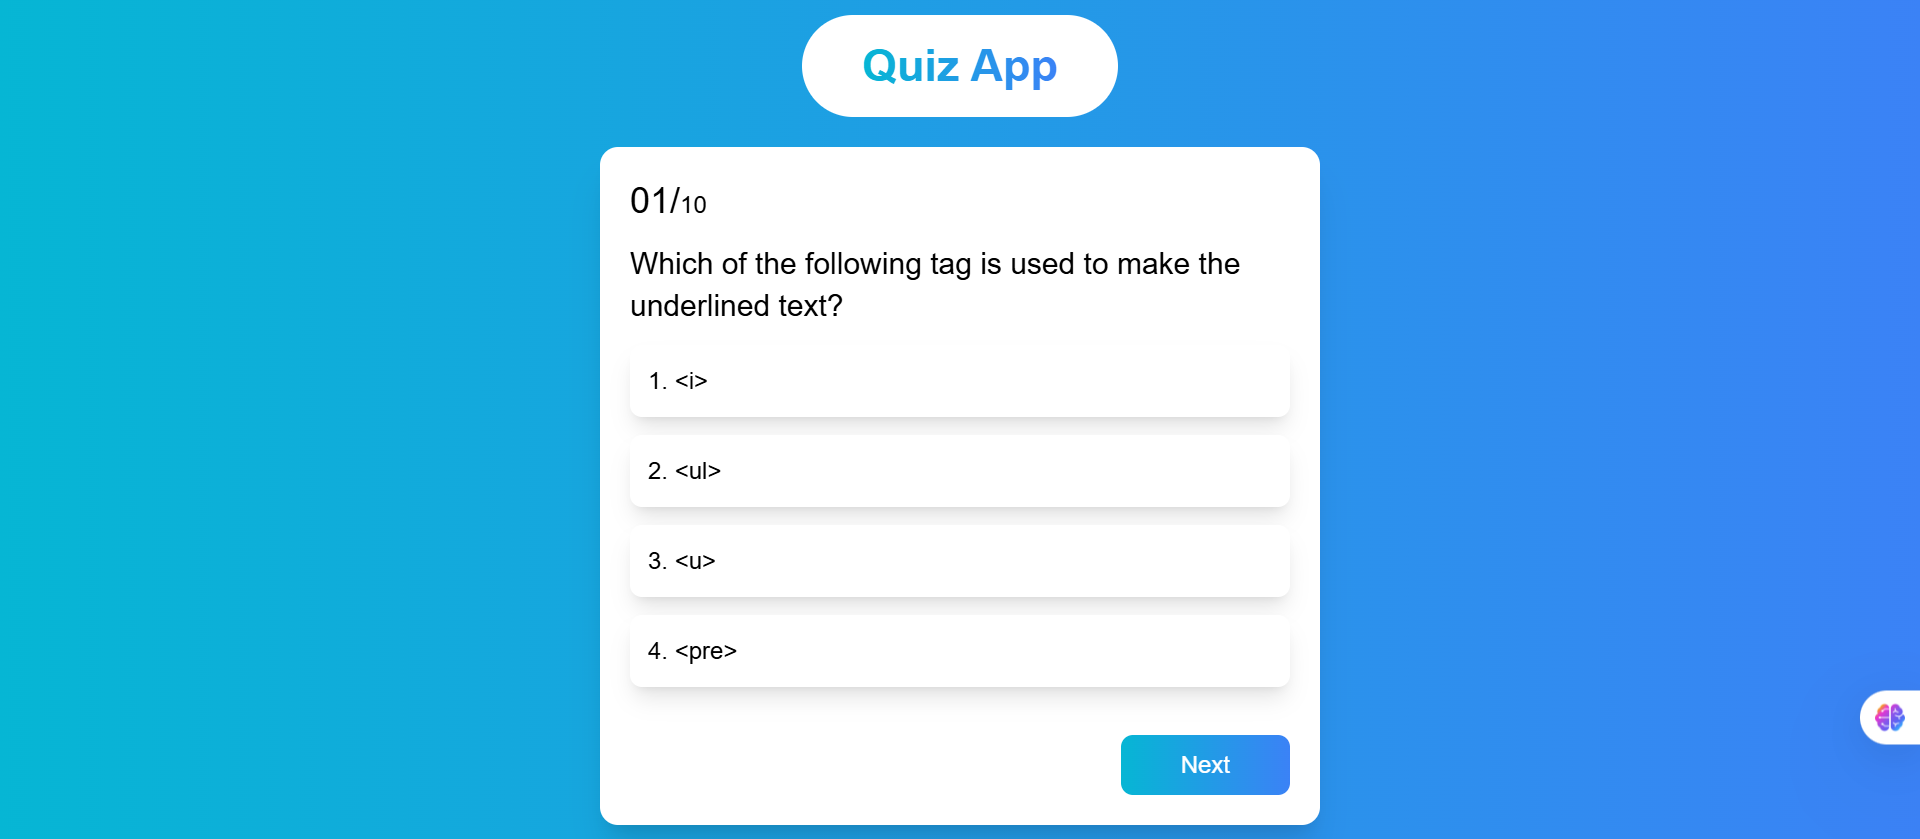 Quiz App
01/10
Which of the following tag is used to make the
underlined text?
1. <i>
2. <ul>
3. <u>
4. <pre>
Next